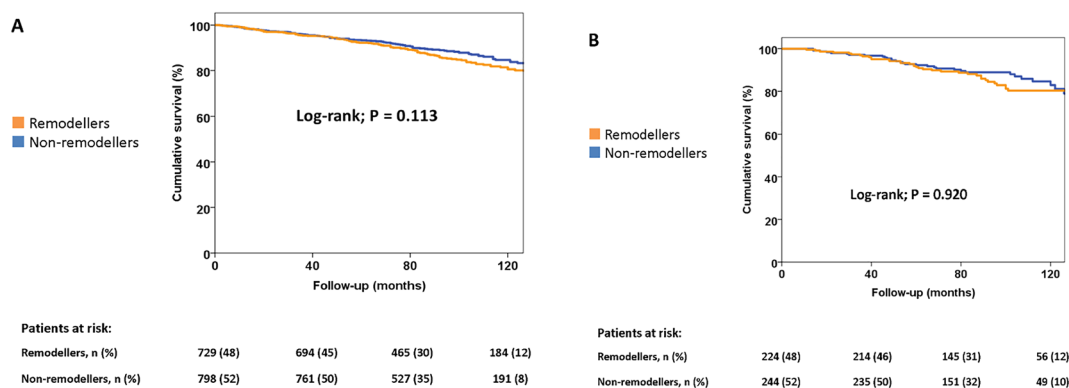 A
Cumulative survival (%)
100
80
60
40
80
0
Remodellers
Non-remodellers
Log-rank; P = 0.113
0 40 80 120
Follow-up (months)
Patients at risk:
Remodellers, n (%) 729 (48) 694 (45) 465 (30) 184 (12)
Non-remodellers, n (%) 798 (52) 761 (50) 527 (35) 191 (8)
B
Cumulative survival (%)
100
80
60
40
20
0
Remodellers
Non-remodellers
Log-rank; P = 0.920
0 40 80 120
Follow-up (months)
Patients at risk:
Remodellers, n (%) 224 (48) 214 (46) 145 (31) 56 (12)
Non-remodellers, n (%) 244 (52) 235 (50) 151 (32) 49 (10)